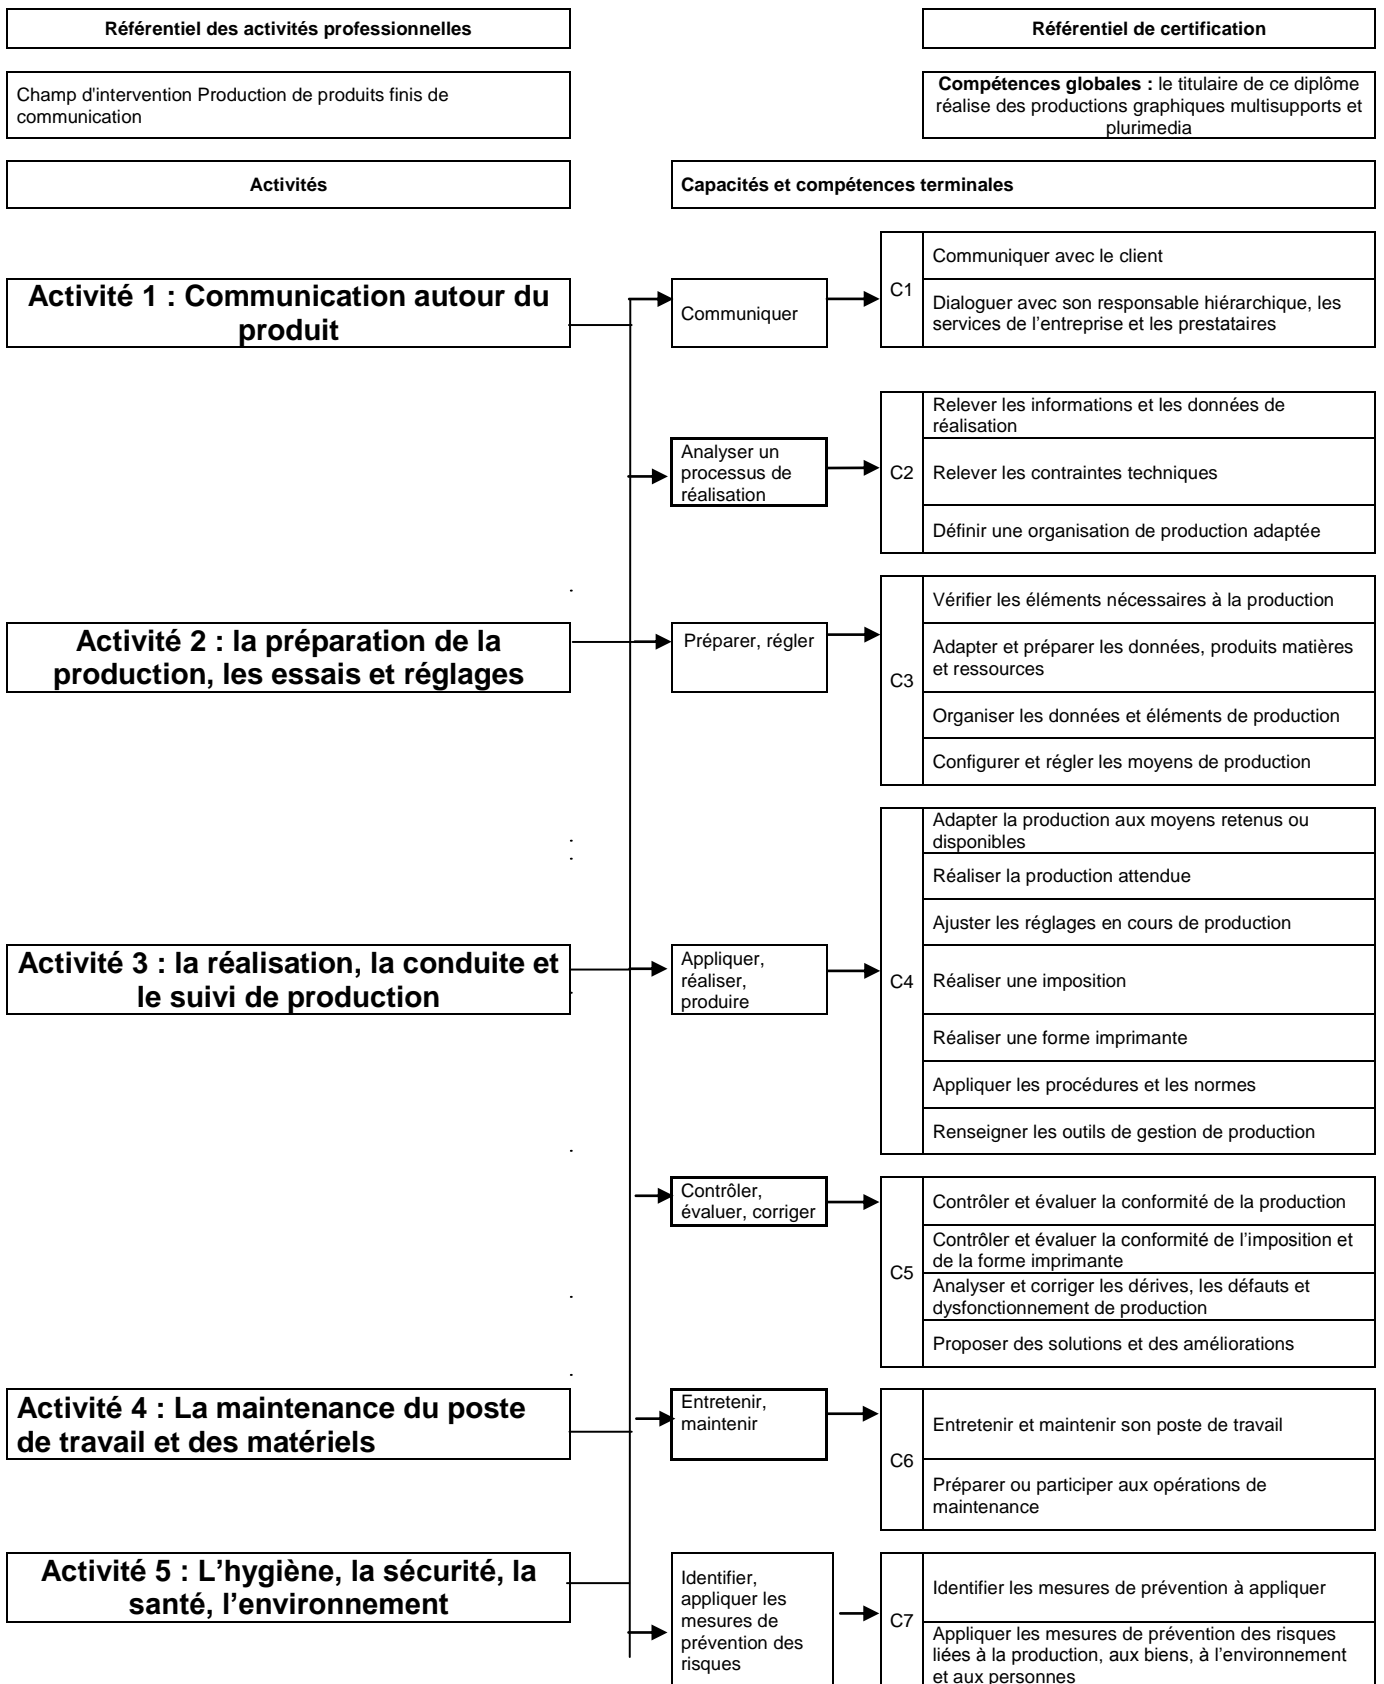 Référentiel des activités professionnelles
Référentiel de certification
Champ d'intervention Production de produits finis de
communication
Compétences globales : le titulaire de ce diplôme
réalise des productions graphiques multisupports et
plurimedia
Activités
Capacités et compétences terminales
Activité 1 : Communication autour du
produit
Communiquer
C1
Communiquer avec le client
Dialoguer avec son responsable hiérarchique, les
services de l’entreprise et les prestataires
Analyser un
processus de
réalisation
C2
Relever les informations et les données de
réalisation
Relever les contraintes techniques
Définir une organisation de production adaptée
Activité 2 : la préparation de la
production, les essais et réglages
Préparer, régler
C3
Vérifier les éléments nécessaires à la production
Adapter et préparer les données, produits matières
et ressources
Organiser les données et éléments de production
Configurer et régler les moyens de production
Activité 3 : la réalisation, la conduite et
le suivi de production
Appliquer,
réaliser,
produire
C4
Adapter la production aux moyens retenus ou
disponibles
Réaliser la production attendue
Ajuster les réglages en cours de production
Réaliser une imposition
Réaliser une forme imprimante
Appliquer les procédures et les normes
Renseigner les outils de gestion de production
Contrôler,
évaluer, corriger
C5
Contrôler et évaluer la conformité de la production
Contrôler et évaluer la conformité de l’imposition et
de la forme imprimante
Analyser et corriger les dérives, les défauts et
dysfonctionnement de production
Proposer des solutions et des améliorations
Activité 4 : La maintenance du poste
de travail et des matériels
Entretenir,
maintenir
C6
Entretenir et maintenir son poste de travail
Préparer ou participer aux opérations de
maintenance
Activité 5 : L’hygiène, la sécurité, la
santé, l’environnement
Identifier,
appliquer les
mesures de
prévention des
risques
C7
Identifier les mesures de prévention à appliquer
Appliquer les mesures de prévention des risques
liées à la production, aux biens, à l’environnement
et aux personnes